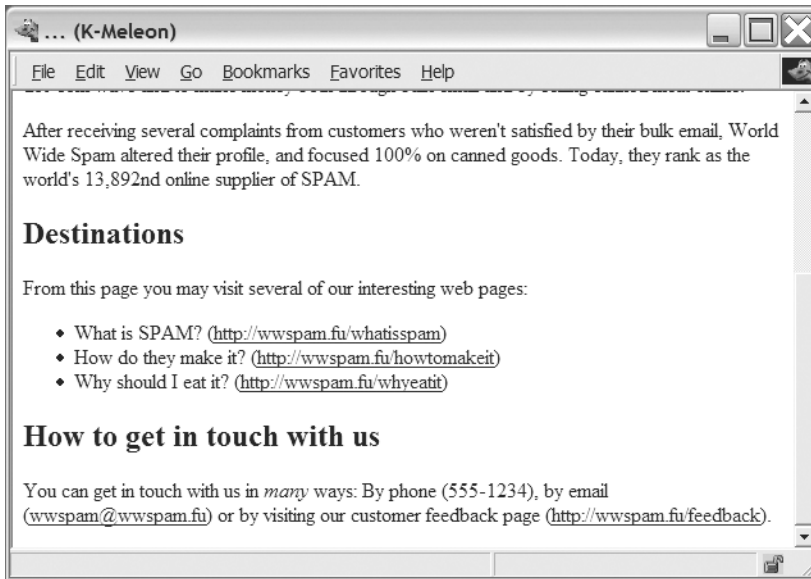 ... (K-Meleon)
File Edit View Go Bookmarks Favorites Help
After receiving several complaints from customers who weren't satisfied by their bulk email, World
Wide Spam altered their profile, and focused 100% on canned goods. Today, they rank as the
world's 13,892nd online supplier of SPAM.
Destinations
From this page you may visit several of our interesting web pages:
• What is SPAM? (http://wwspam.fu/whatisspam)
• How do they make it? (http://wwspam.fu/howtomakeit)
• Why should I eat it? (http://wwspam.fu/whyeatit)
How to get in touch with us
You can get in touch with us in many ways: By phone (555-1234), by email
(wwspam@wwspam.fu) or by visiting our customer feedback page (http://wwspam.fu/feedback).